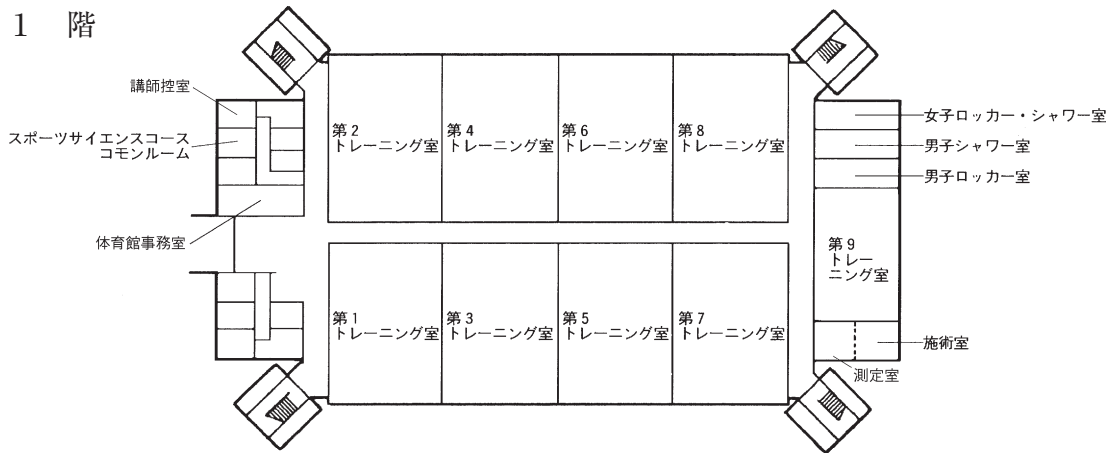 1 階
講師控室
スポーツサイエンスコース
コモンルーム
体育館事務室
第2
トレーニング室
第4
トレーニング室
第6
トレーニング室
第8
トレーニング室
女子ロッカー・シャワー室
男子シャワー室
男子ロッカー室
第9
トレー
ニング室
第1
トレーニング室
第3
トレーニング室
第5
トレーニング室
第7
トレーニング室
施術室
測定室